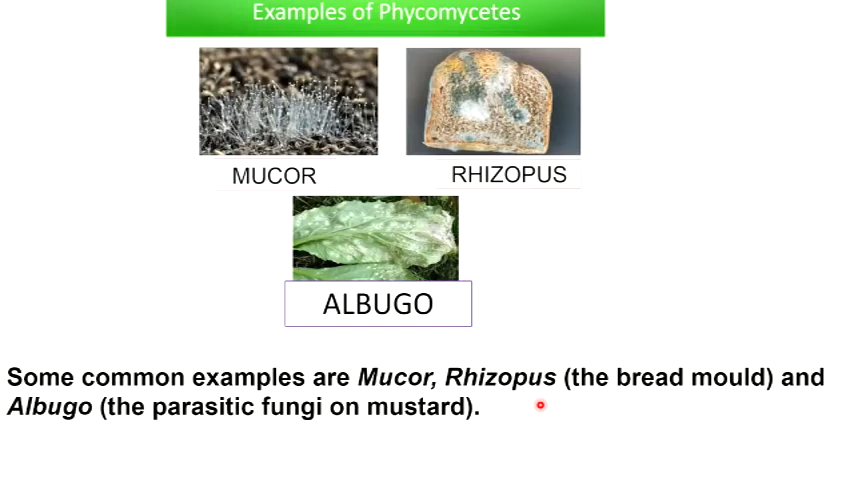 Examples of Phycomycetes
MUCOR
RHIZOPUS
ALBUGO
Some common examples are Mucor, Rhizopus (the bread mould) and
Albugo (the parasitic fungi on mustard).